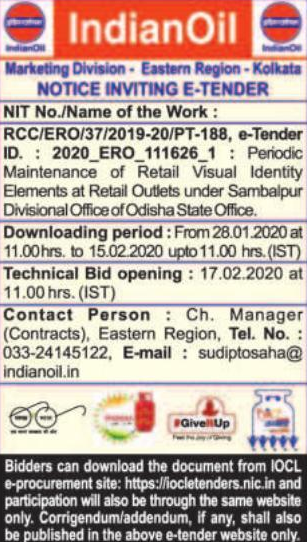 IndianOil
IndianOil
IndianOil
Marketing Division - Eastern Region - Kolkata
NOTICE INVITING E-TENDER
NIT No./Name of the Work :
RCC/ERO/37/2019-20/PT-188, e-Tender
ID. : 2020_ERO_111626_1 : Periodic
Maintenance of Retail Visual Identity
Elements at Retail Outlets under Sambalpur
Divisional Office of Odisha State Office.
Downloading period : From 28.01.2020 at
11.00hrs. to 15.02.2020 upto 11.00 hrs.(IST)
Technical Bid opening : 17.02.2020 at
11.00 hrs. (IST)
Contact Person : Ch. Manager
(Contracts), Eastern Region, Tel. No. :
033-24145122, E-mail : sudiptosaha@
indianoil.in
#GiveItUp
Feel the Joy of Giving
Bidders can download the document from IOCL
e-procurement site: https://iocletenders.nic.in and
participation will also be through the same website
only. Corrigendum/addendum, if any, shall also
be published in the above e-tender website only.